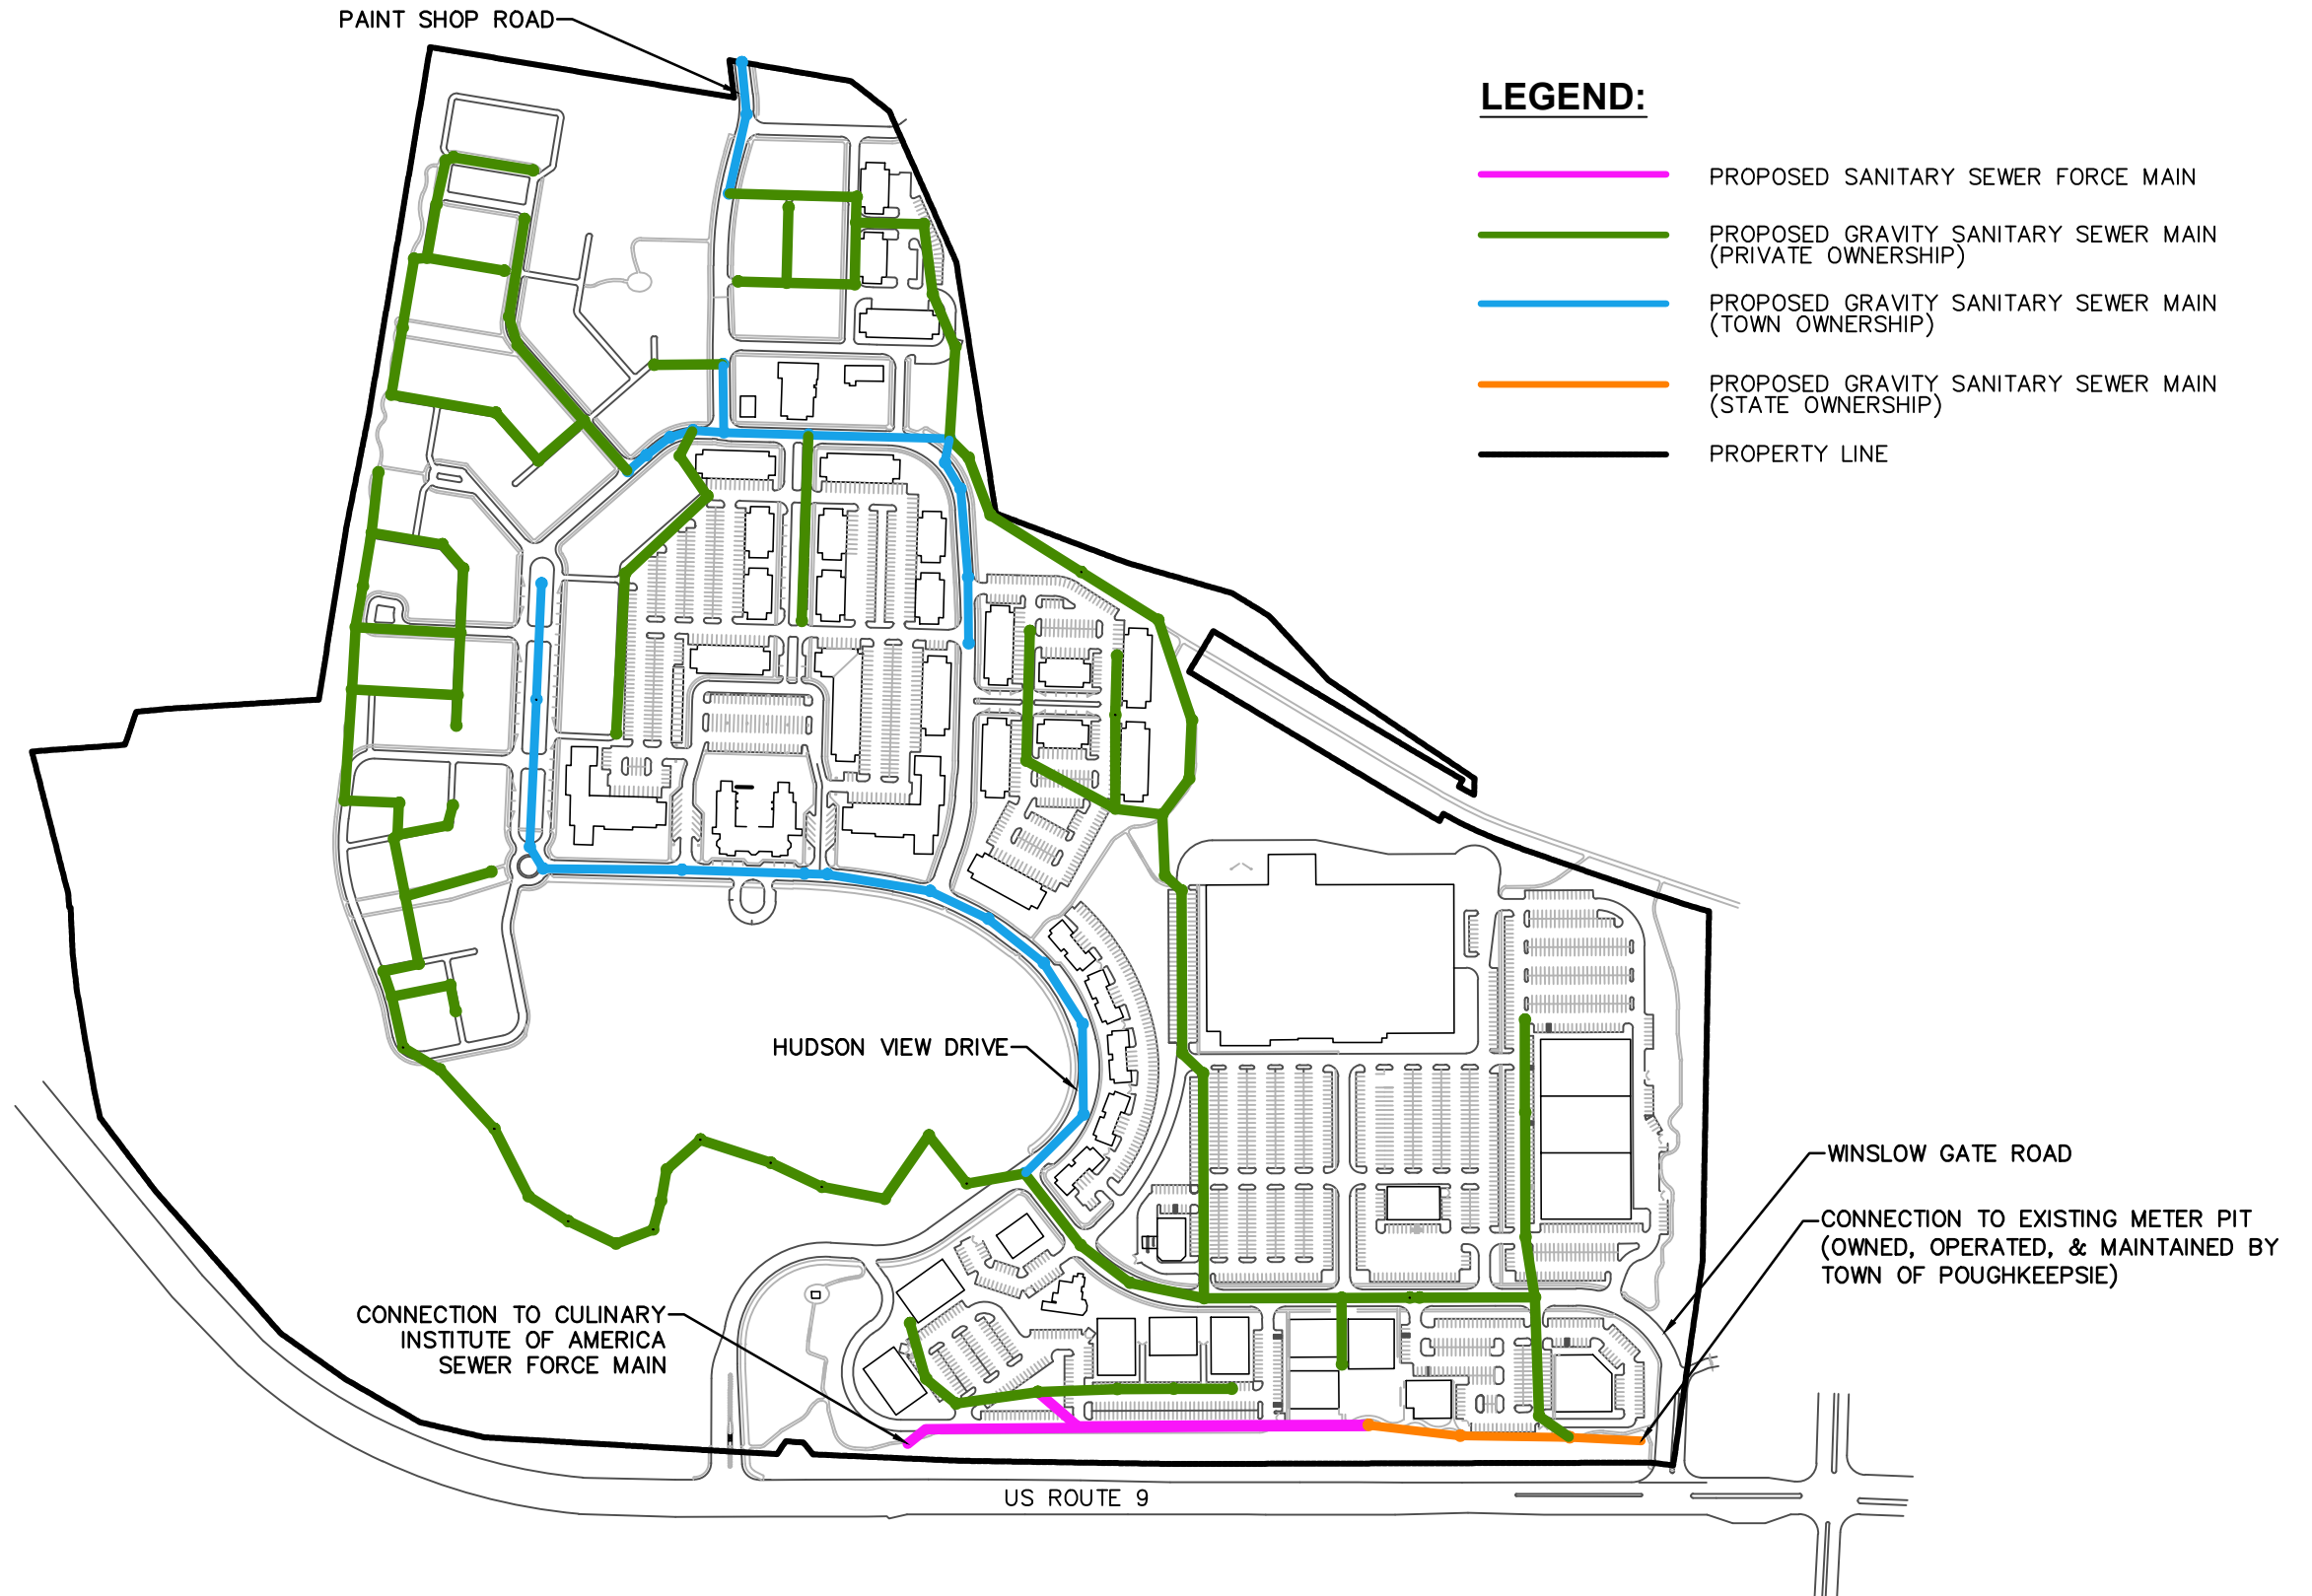 PAINT SHOP ROAD
LEGEND:
PROPOSED SANITARY SEWER FORCE MAIN
PROPOSED GRAVITY SANITARY SEWER MAIN
(PRIVATE OWNERSHIP)
PROPOSED GRAVITY SANITARY SEWER MAIN
(TOWN OWNERSHIP)
PROPOSED GRAVITY SANITARY SEWER MAIN
(STATE OWNERSHIP)
PROPERTY LINE
HUDSON VIEW DRIVE
WINSLOW GATE ROAD
CONNECTION TO EXISTING METER PIT
(OWNED, OPERATED, & MAINTAINED BY
TOWN OF POUGHKEEPSIE)
CONNECTION TO CULINARY
INSTITUTE OF AMERICA
SEWER FORCE MAIN
US ROUTE 9